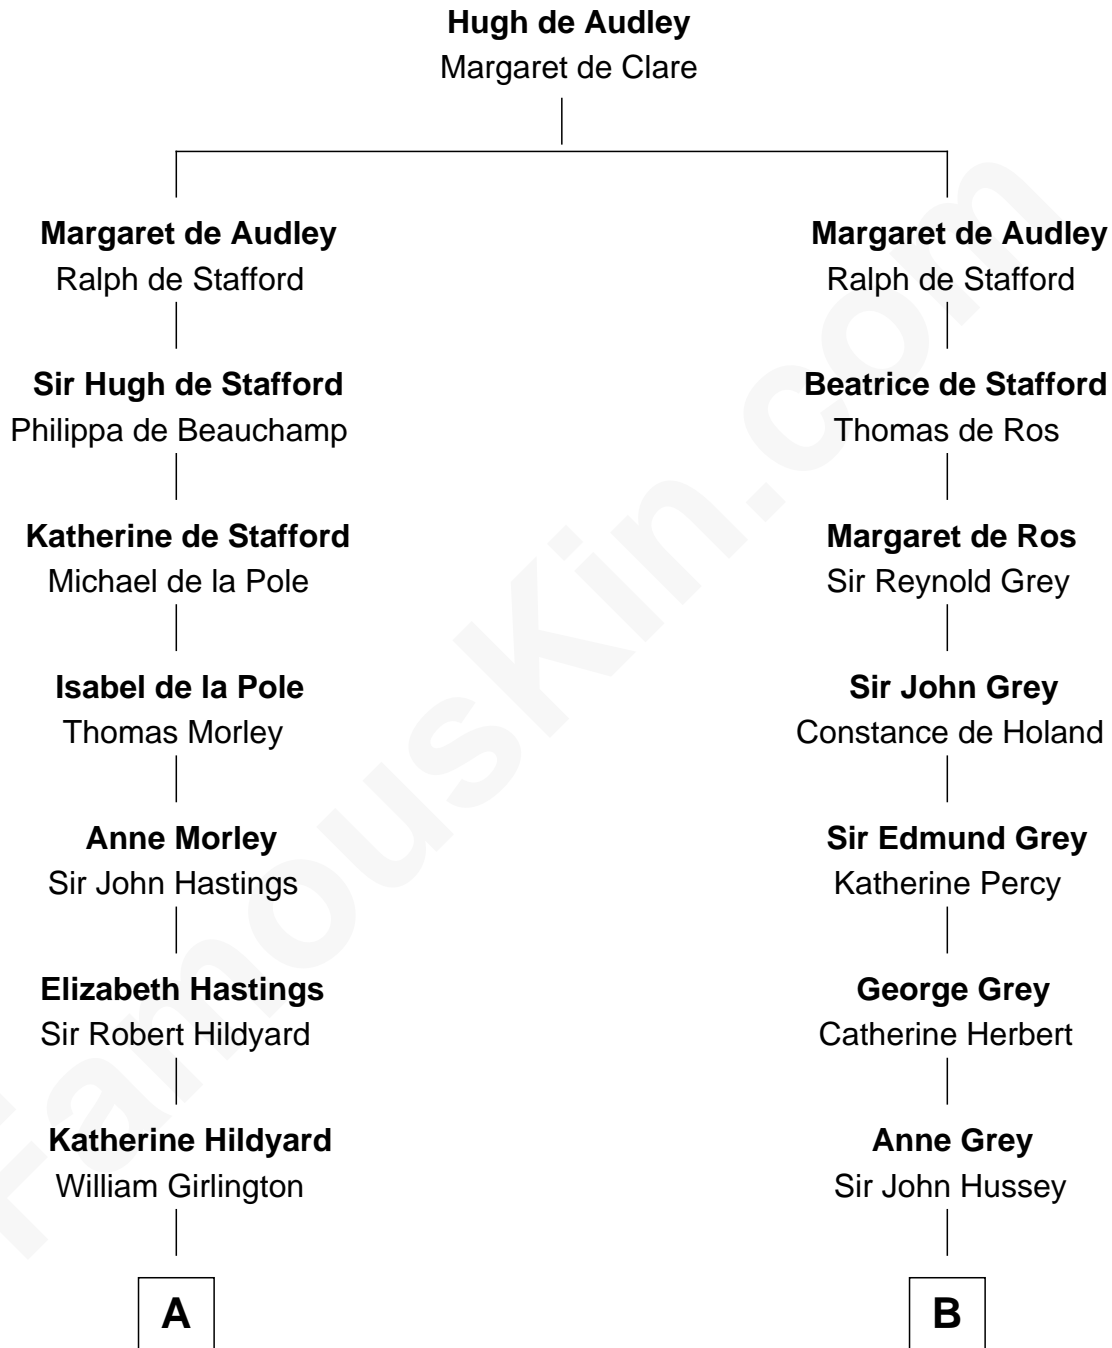 Hugh de Audley
Margaret de Clare
Margaret de Audley
Ralph de Stafford
Margaret de Audley
Ralph de Stafford
Sir Hugh de Stafford
Philippa de Beauchamp
Beatrice de Stafford
Thomas de Ros
Katherine de Stafford
Michael de la Pole
Margaret de Ros
Sir Reynold Grey
Isabel de la Pole
Thomas Morley
Sir John Grey
Constance de Holand
Anne Morley
Sir John Hastings
Sir Edmund Grey
Katherine Percy
Elizabeth Hastings
Sir Robert Hildyard
George Grey
Catherine Herbert
Katherine Hildyard
William Girlington
Anne Grey
Sir John Hussey
A
B
FamousKin.com